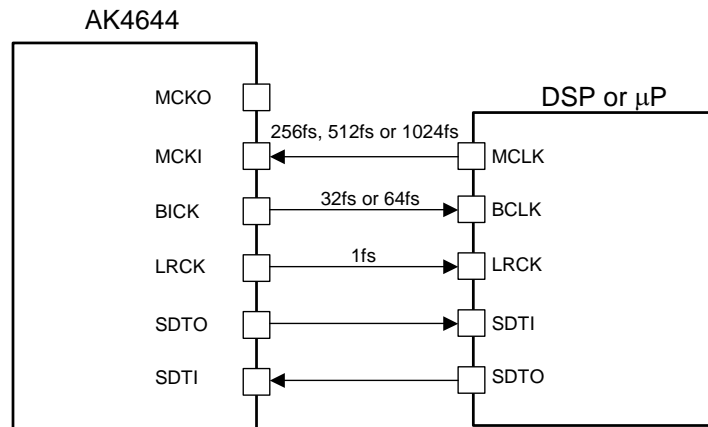 AK4644
DSP or μP
MCKO
256fs, 512fs or 1024fs
MCKI
MCLK
32fs or 64fs
BICK
BCLK
1fs
LRCK
LRCK
SDTO
SDTI
SDTI
SDTO